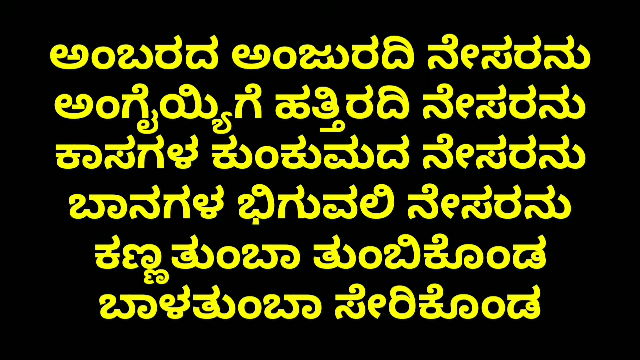 ಅಂಬರದ ಅಂಜುರದಿ ನೇಸರನು
ಅಂಗೈಯ್ಯಿಗೆ ಹತ್ತಿರದಿ ನೇಸರನು
ಕಾಸಗಳ ಕುಂಕುಮದ ನೇಸರನು
ಬಾನಗಳ ಭಿಗುವಲಿ ನೇಸರನು
ಕಣ್ಣತುಂಬಾ ತುಂಬಿಕೊಂಡ
ಬಾಳತುಂಬಾ ಸೇರಿಕೊಂಡ